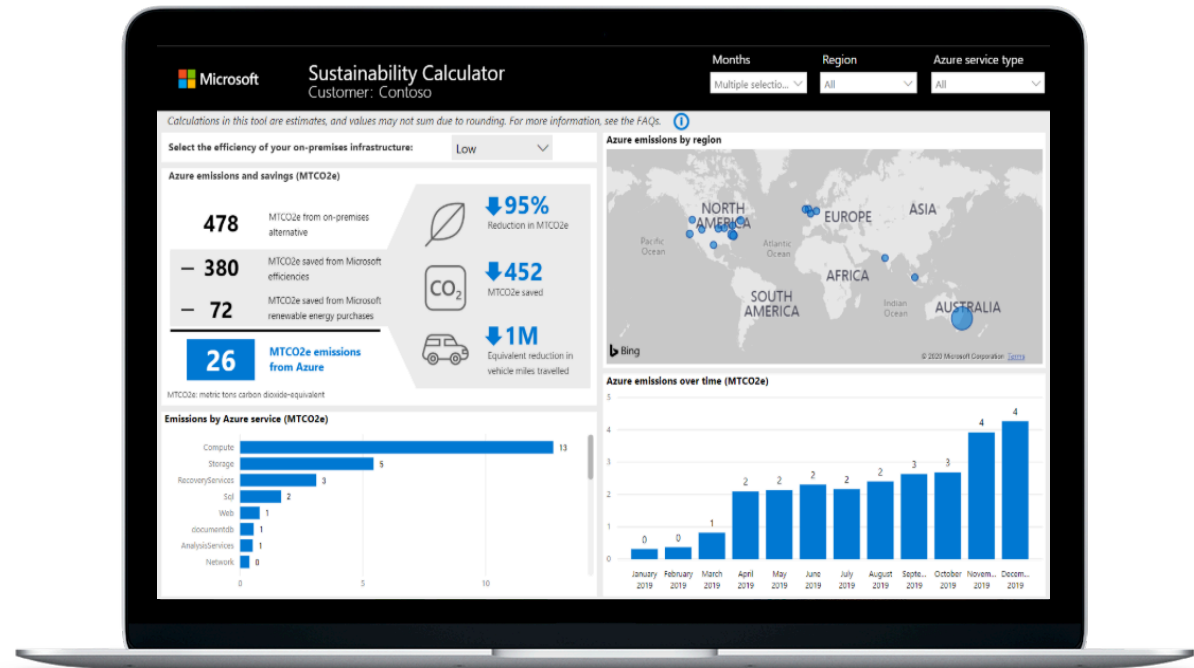 Microsoft
Sustainability Calculator
Customer: Contoso
Months
Multiple selectio...
Region
All
Azure service type
All
Calculations in this tool are estimates, and values may not sum due to rounding. For more information, see the FAQs.
Select the efficiency of your on-premises infrastructure:
Low
Azure emissions and savings (MTCO2e)
478
MTCO2e from on-premises
alternative
– 380
MTCO2e saved from Microsoft
efficiencies
– 72
MTCO2e saved from Microsoft
renewable energy purchases
26
MTCO2e emissions
from Azure
MTCO2e: metric tons carbon dioxide-equivalent
95%
Reduction in MTCO2e
CO2
452
MTCO2e saved
1M
Equivalent reduction in
vehicle miles travelled
Azure emissions by region
NORTH
AMERICA
EUROPE
ASIA
Pacific
Ocean
Atlantic
Ocean
AFRICA
SOUTH
AMERICA
Indian
Ocean
AUSTRALIA
Bing
© 2020 Microsoft Corporation Terms
Emissions by Azure service (MTCO2e)
Compute 13
Storage 5
RecoveryServices 3
Sql 2
Web 1
documentdb 1
AnalysisServices 1
Network 0
0 5 10
Azure emissions over time (MTCO2e)
5
4
3
2
1
0
0 0 1 2 2 2 2 2 3 3 4 4
January February March April May June July August Septe... October Novem... Decem...
2019 2019 2019 2019 2019 2019 2019 2019 2019 2019 2019 2019